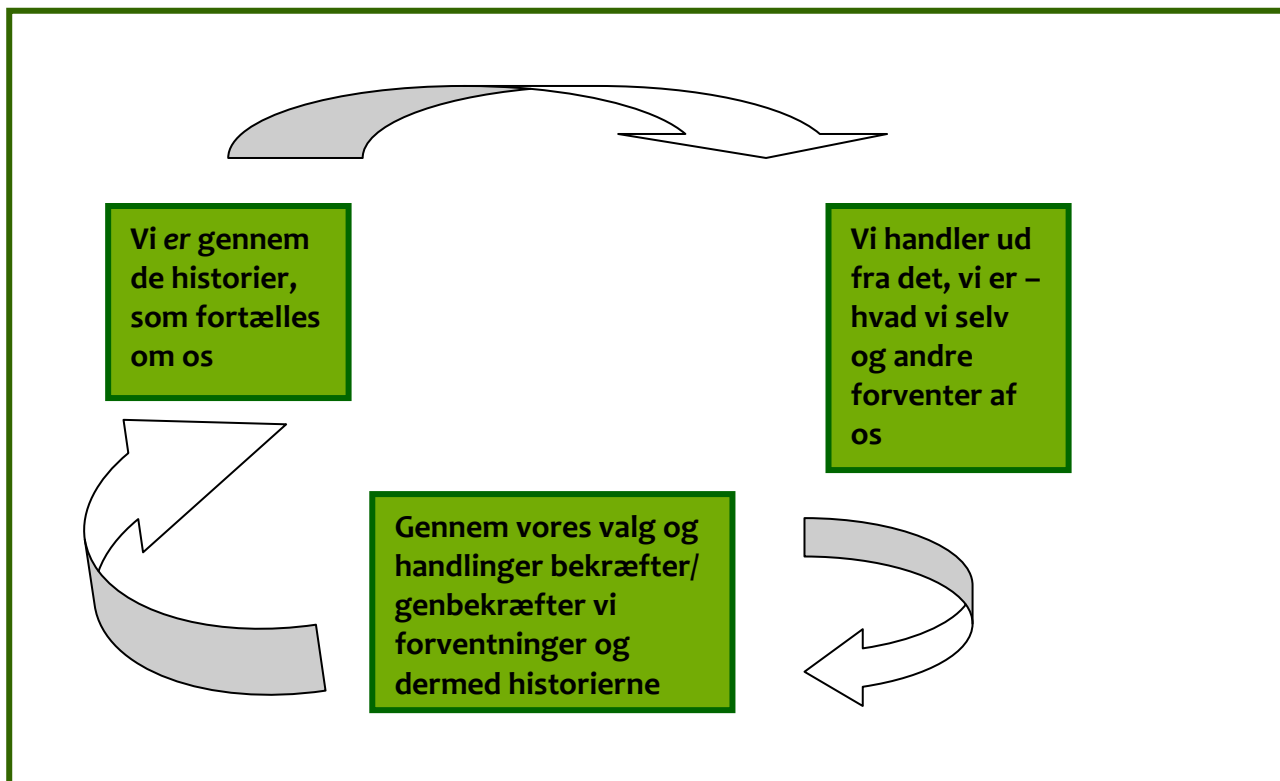 Vi er gennem
de historier,
som fortælles
om os
Vi handler ud
fra det, vi er –
hvad vi selv
og andre
forventer af
os
Gennem vores valg og
handlinger bekræfter/
genbekræfter vi
forventninger og
dermed historierne